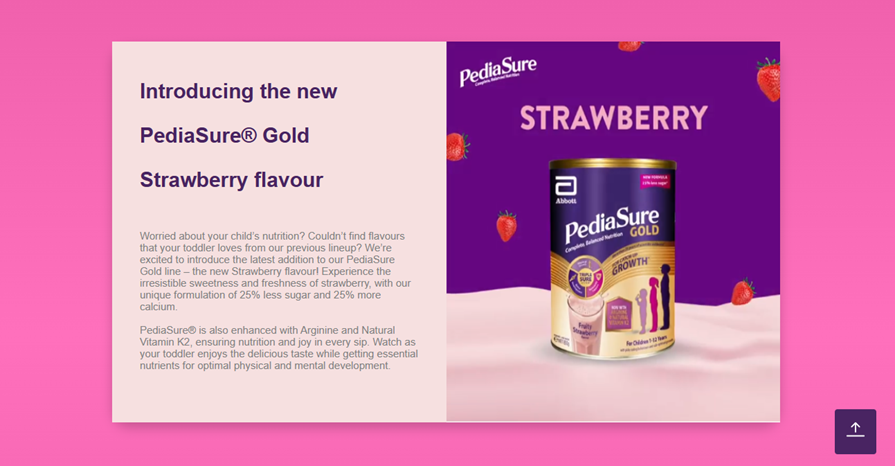 Introducing the new
PediaSure® Gold
Strawberry flavour
Worried about your child's nutrition? Couldn't find flavours
that your toddler loves from our previous lineup? We're
excited to introduce the latest addition to our PediaSure
Gold line – the new Strawberry flavour! Experience the
irresistible sweetness and freshness of strawberry, with our
unique formulation of 25% less sugar and 25% more
calcium.
PediaSure® is also enhanced with Arginine and Natural
Vitamin K2, ensuring nutrition and joy in every sip. Watch as
your toddler enjoys the delicious taste while getting essential
nutrients for optimal physical and mental development.
PediaSure
Complete, Balanced Nutrition
STRAWBERRY
NEW FORMULA
Abbott
PediaSure
GOLD
Complete, Balanced Nutrition
GROWTH
Fruity
Strawberry
For Children 1-12 Years